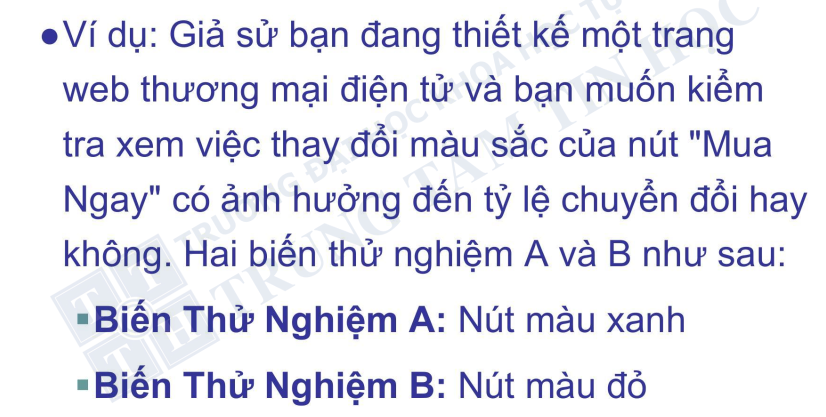 ●Ví dụ: Giả sử bạn đang thiết kế một trang
web thương mại điện tử và bạn muốn kiểm
tra xem việc thay đổi màu sắc của nút "Mua
Ngay" có ảnh hưởng đến tỷ lệ chuyển đổi hay
không. Hai biến thử nghiệm A và B như sau:
▪Biến Thử Nghiệm A: Nút màu xanh
▪Biến Thử Nghiệm B: Nút màu đỏ
TRƯỜNG ĐẠI HỌC KHOA HỌC TỰ
TRUNG TÂM TIN HỌC